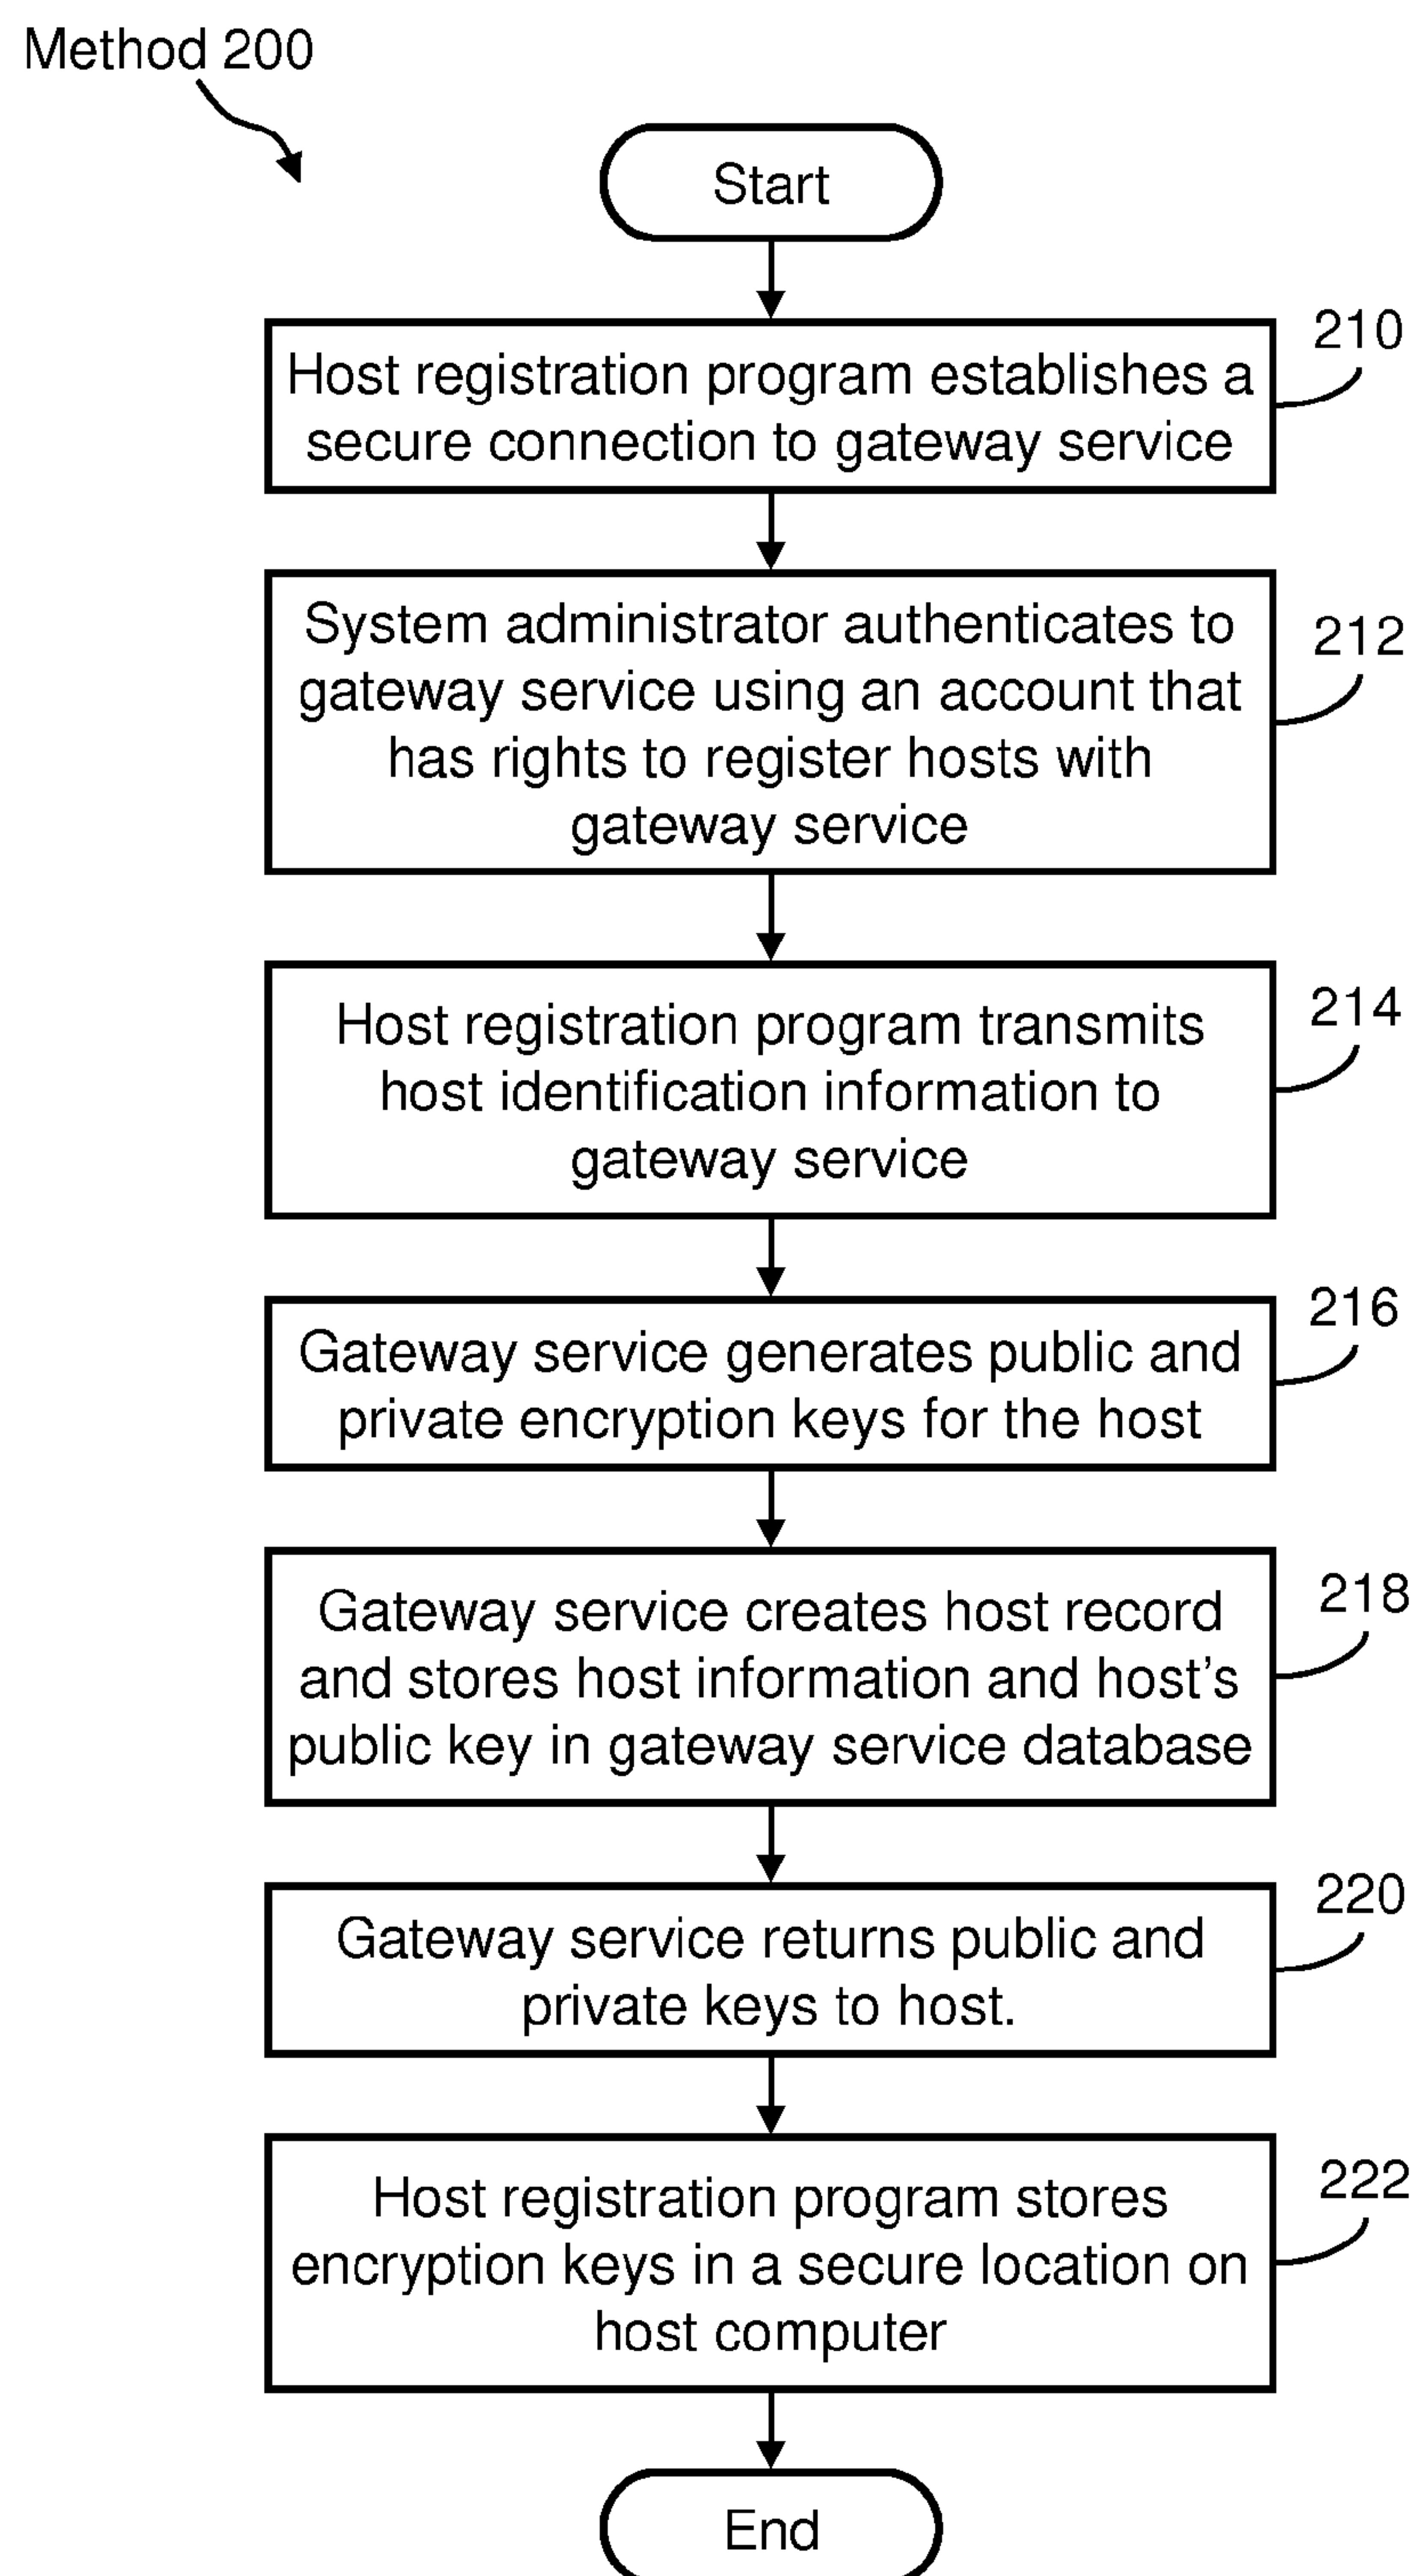 Method 200
Start
210
Host registration program establishes a
secure connection to gateway service
212
System administrator authenticates to
gateway service using an account that
has rights to register hosts with
gateway service
214
Host registration program transmits
host identification information to
gateway service
216
Gateway service generates public and
private encryption keys for the host
218
Gateway service creates host record
and stores host information and host’s
public key in gateway service database
220
Gateway service returns public and
private keys to host.
222
Host registration program stores
encryption keys in a secure location on
host computer
End